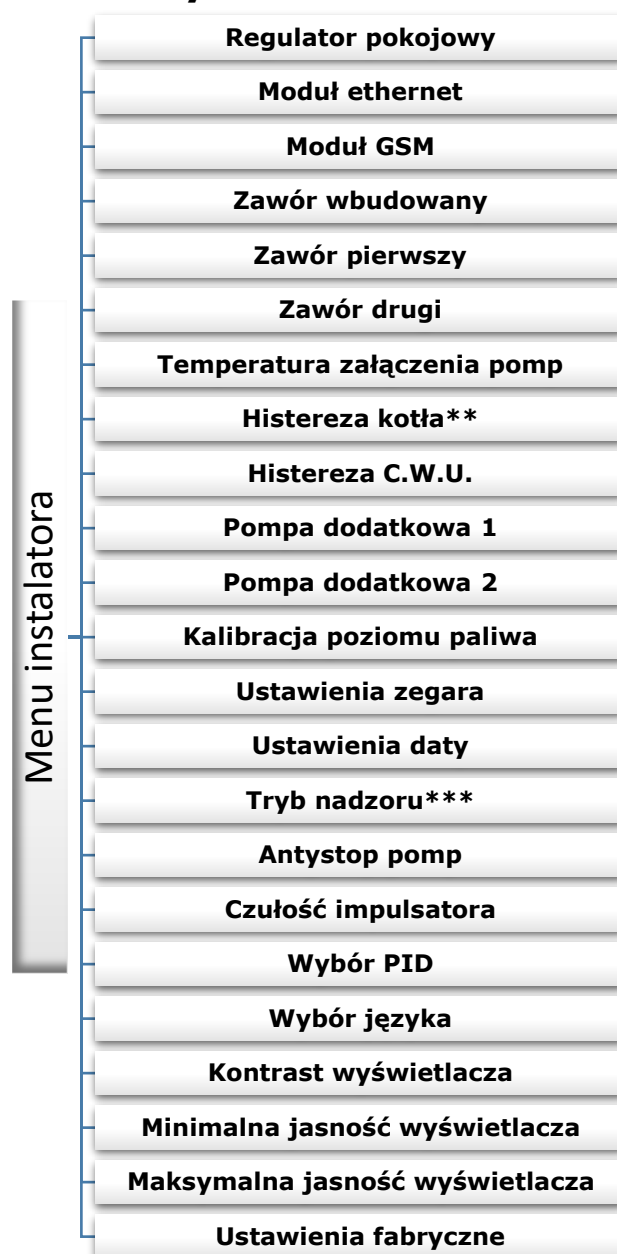 Menu instalatora
Regulator pokojowy
Moduł ethernet
Moduł GSM
Zawór wbudowany
Zawór pierwszy
Zawór drugi
Temperatura załączenia pomp
Histereza kotła**
Histereza C.W.U.
Pompa dodatkowa 1
Pompa dodatkowa 2
Kalibracja poziomu paliwa
Ustawienia zegara
Ustawienia daty
Tryb nadzoru***
Antystop pomp
Czułość impulsatora
Wybór PID
Wybór języka
Kontrast wyświetlacza
Minimalna jasność wyświetlacza
Maksymalna jasność wyświetlacza
Ustawienia fabryczne